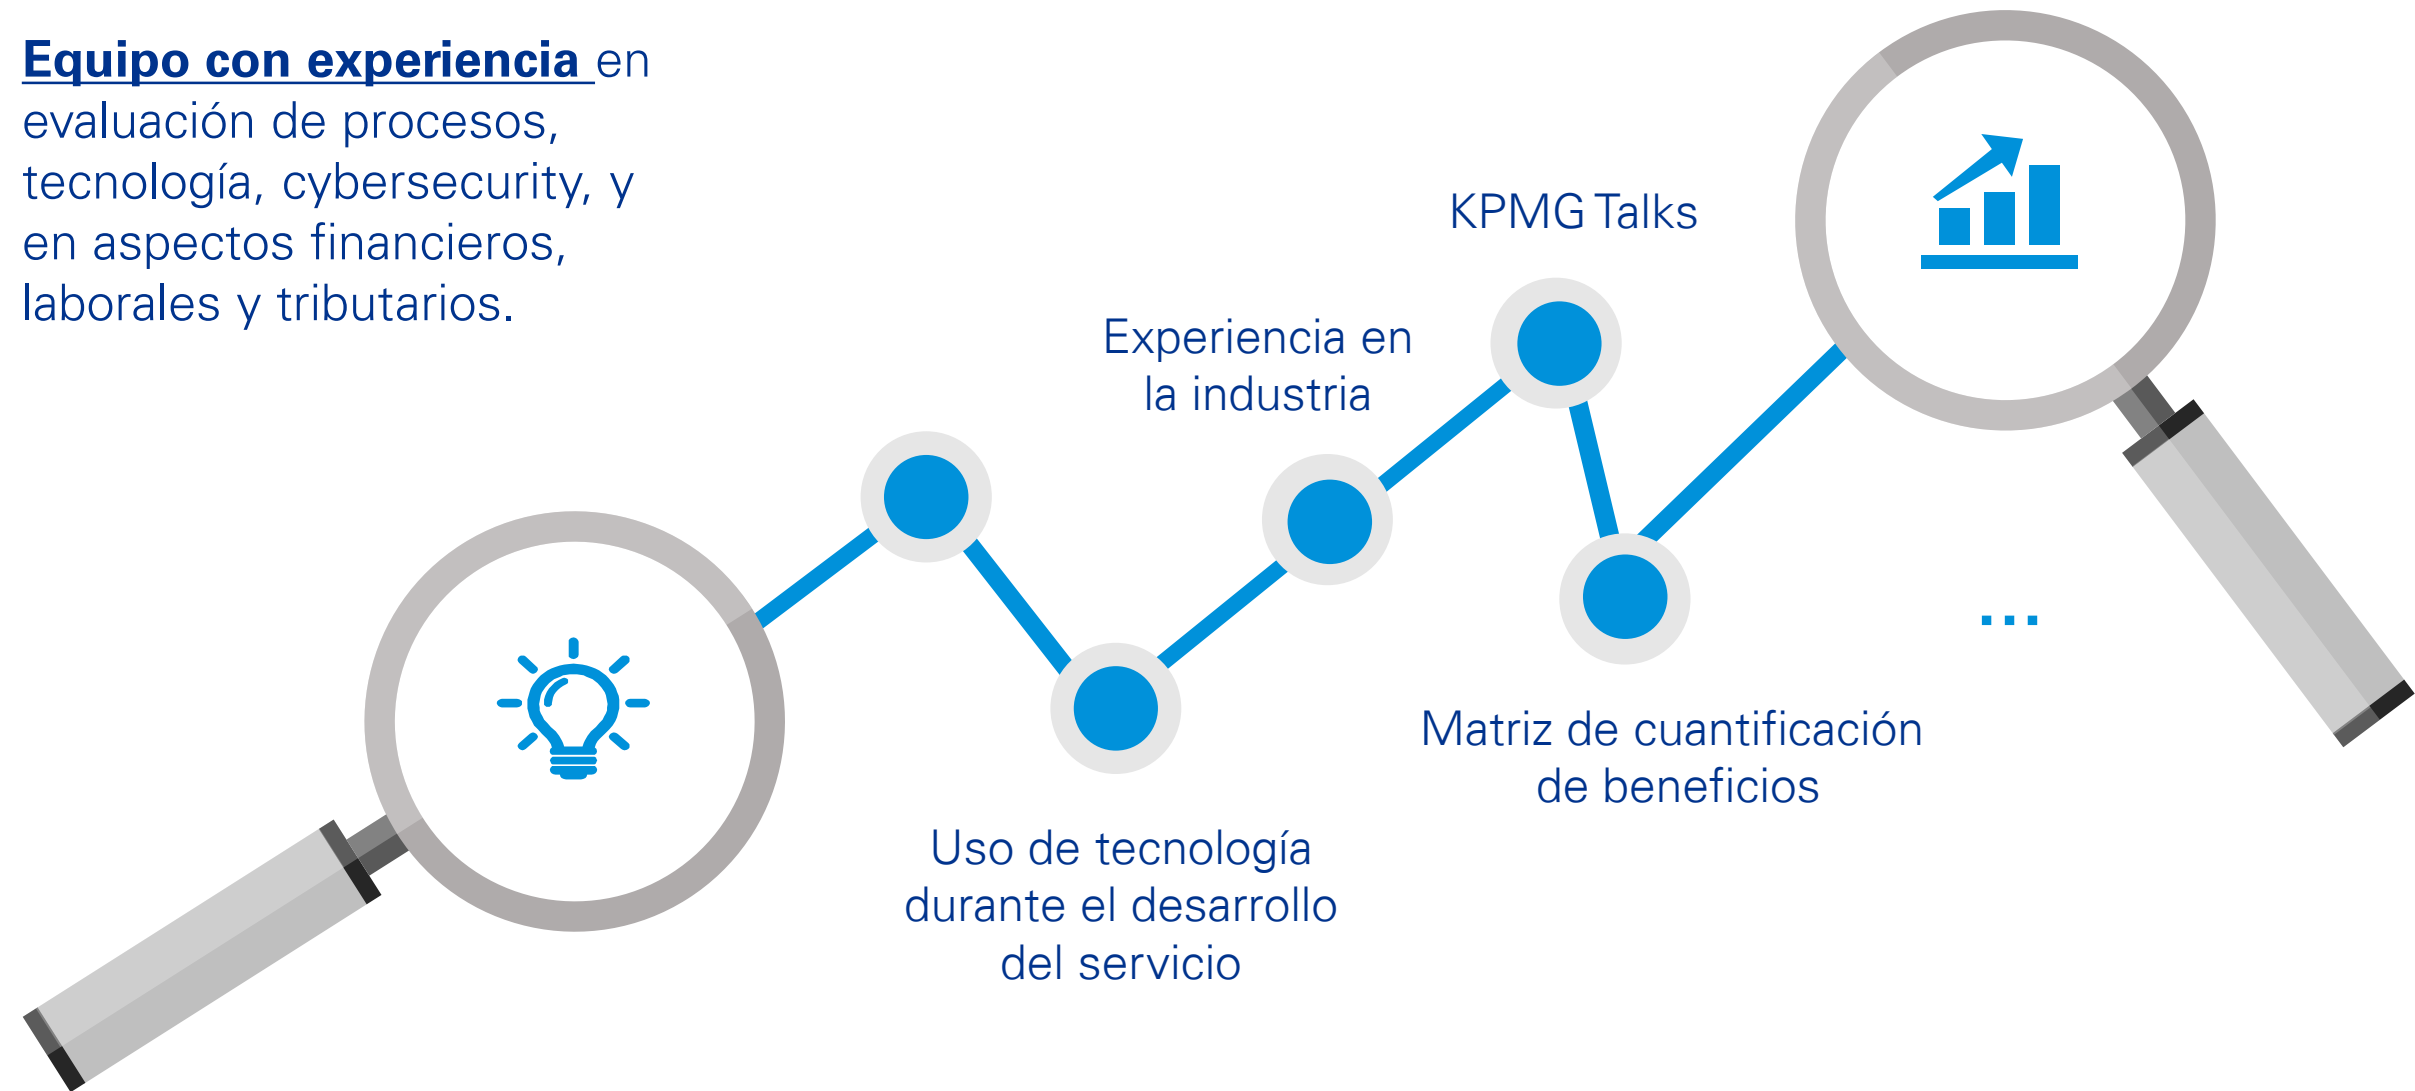 Equipo con experiencia en
evaluación de procesos,
tecnología, cybersecurity, y
en aspectos financieros,
laborales y tributarios.
Uso de tecnología
durante el desarrollo
del servicio
Experiencia en
la industria
KPMG Talks
Matriz de cuantificación
de beneficios
...